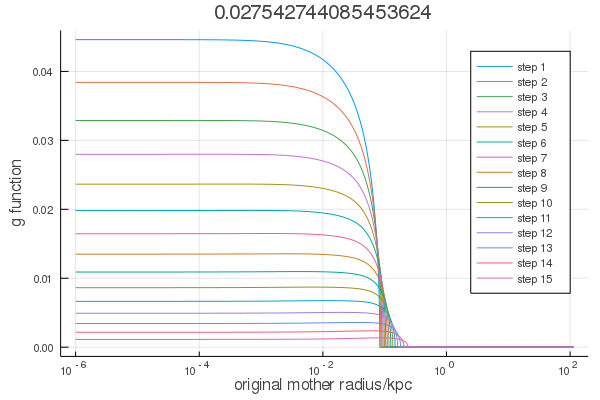 0.027542744085453624
g function
0.04
0.03
0.02
0.01
0.00
10^-6
10^-4
10^-2
10^0
10^2
original mother radius/kpc
step 1
step 2
step 3
step 4
step 5
step 6
step 7
step 8
step 9
step 10
step 11
step 12
step 13
step 14
step 15